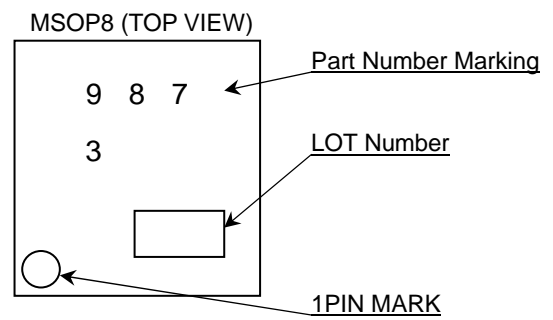 MSOP8 (TOP VIEW)
Part Number Marking
9 8 7
3
LOT Number
1PIN MARK